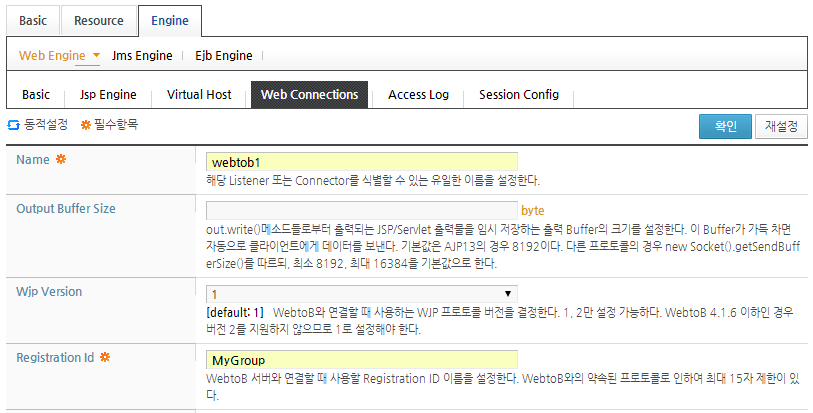 Basic Resource Engine
Web Engine Jms Engine Ejb Engine
Basic Jsp Engine Virtual Host Web Connections Access Log Session Config
동적설정 필수항목 확인 재설정
Name webtob1
해당 Listener 또는 Connector를 식별할 수 있는 유일한 이름을 설정한다.
Output Buffer Size byte
out.write()메소드들로부터 출력되는 JSP/Servlet 출력물을 임시 저장하는 출력 Buffer의 크기를 설정한다. 이 Buffer가 가득 차면
자동으로 클라이언트에게 데이터를 보낸다. 기본값은 AJP13의 경우 8192이다. 다른 프로토콜의 경우 new Socket().getSendBuff
erSize()를 따르되, 최소 8192, 최대 16384을 기본값으로 한다.
Wjp Version 1
[default: 1] WebtoB와 연결할 때 사용하는 WJP 프로토콜 버전을 결정한다. 1, 2만 설정 가능하다. WebtoB 4.1.6 이하인 경우
버전 2를 지원하지 않으므로 1로 설정해야 한다.
Registration Id MyGroup
WebtoB 서버와 연결할 때 사용할 Registration ID 이름을 설정한다. WebtoB와의 약속된 프로토콜로 인하여 최대 15자 제한이 있
다.